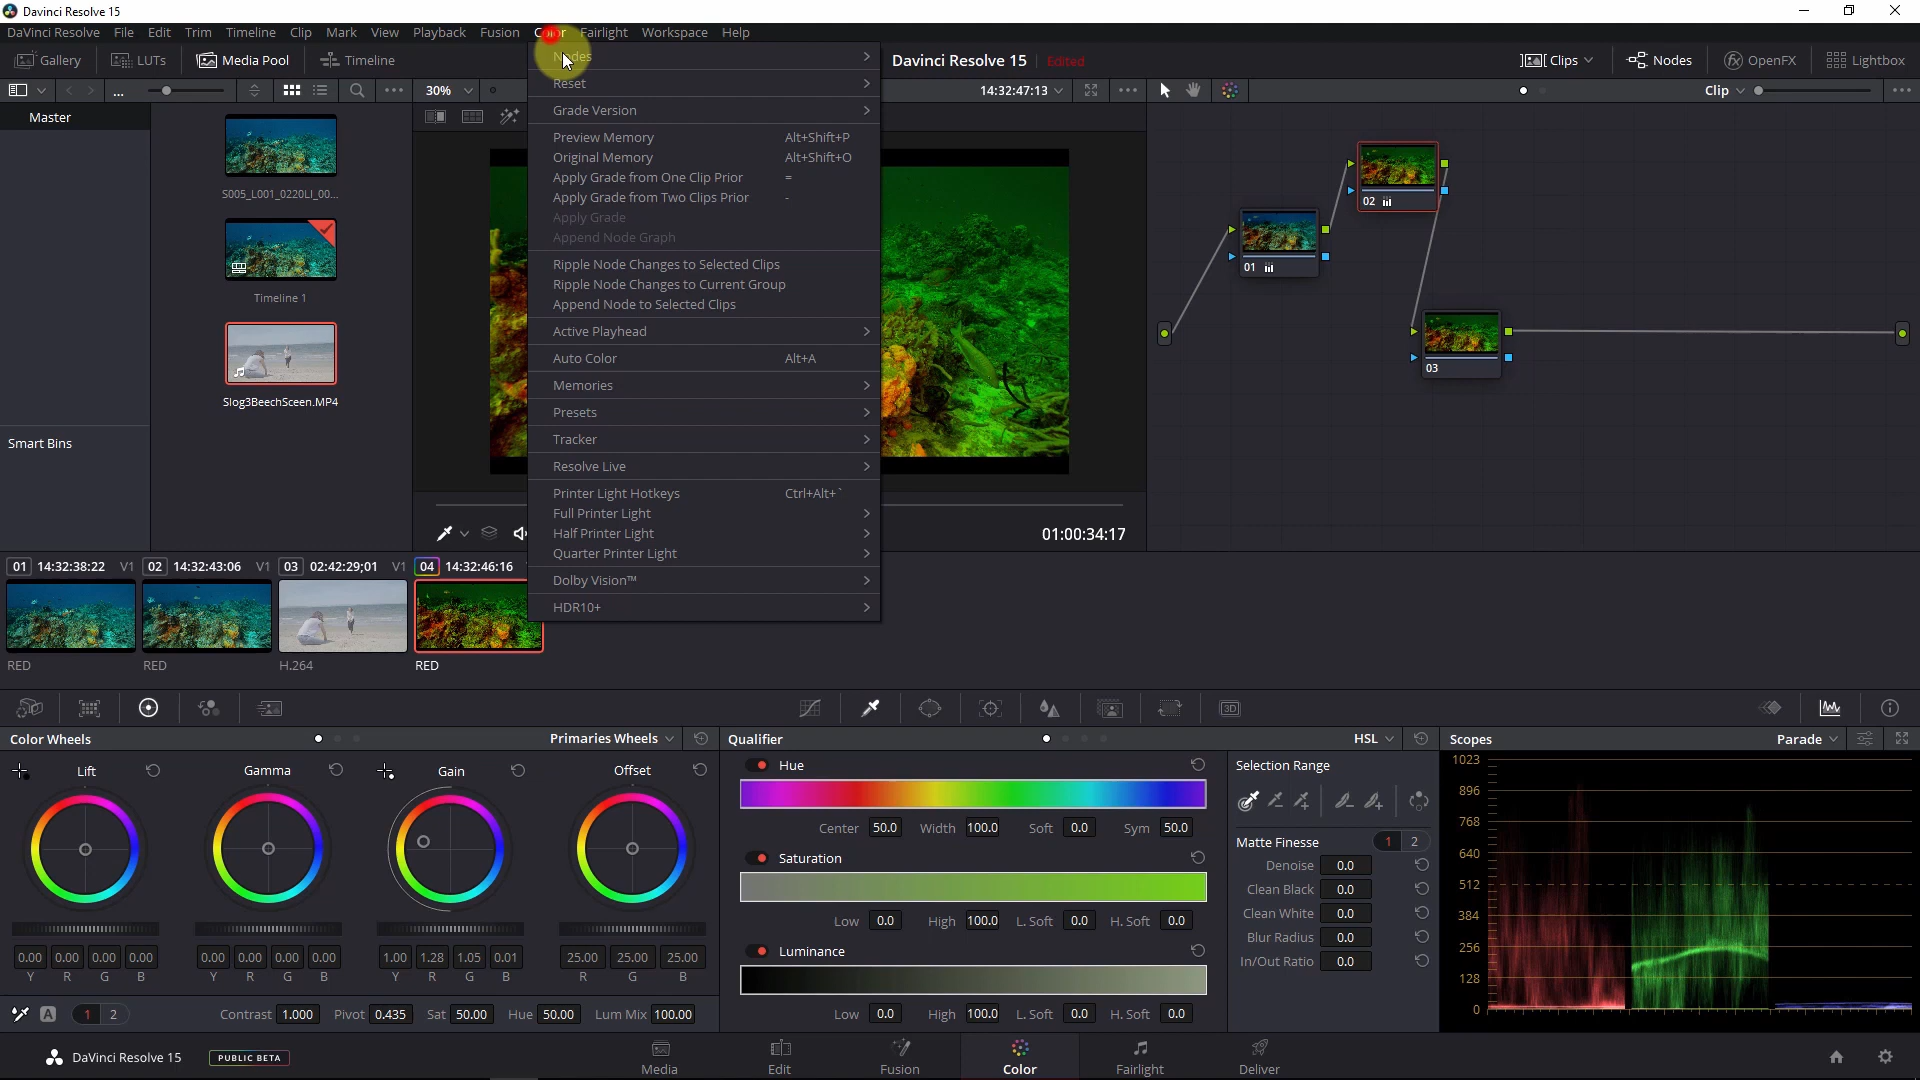 Davinci Resolve 15
DaVinci Resolve File Edit Trim Timeline Clip Mark View Playback Fusion Color Fairlight Workspace Help
Gallery LUTs Media Pool Timeline Davinci Resolve 15 Edited Clips Nodes OpenFX Lightbox
... 30% 14:32:47:13 Clip
Master
S005_L001_0220LI_00...
Timeline 1
Slog3BeechSceen.MP4
Smart Bins
Nodes
Reset
Grade Version
Preview Memory Alt+Shift+P
Original Memory Alt+Shift+O
Apply Grade from One Clip Prior =
Apply Grade from Two Clips Prior -
Apply Grade
Append Node Graph
Ripple Node Changes to Selected Clips
Ripple Node Changes to Current Group
Append Node to Selected Clips
Active Playhead
Auto Color Alt+A
Memories
Presets
Tracker
Resolve Live
Printer Light Hotkeys Ctrl+Alt+`
Full Printer Light
Half Printer Light
Quarter Printer Light
Dolby Vision™
HDR10+
02
01
03
01:00:34:17
01 14:32:38:22 V1 02 14:32:43:06 V1 03 02:42:29;01 V1 04 14:32:46:16
RED RED H.264 RED
Color Wheels Primaries Wheels Qualifier HSL Scopes Parade
Lift Gamma Gain Offset
0.00 0.00 0.00 0.00 0.00 0.00 0.00 0.00 1.00 1.28 1.05 0.01 25.00 25.00 25.00
Y R G B Y R G B Y R G B R G B
A 1 2 Contrast 1.000 Pivot 0.435 Sat 50.00 Hue 50.00 Lum Mix 100.00
Hue
Center 50.0 Width 100.0 Soft 0.0 Sym 50.0
Saturation
Low 0.0 High 100.0 L. Soft 0.0 H. Soft 0.0
Luminance
Low 0.0 High 100.0 L. Soft 0.0 H. Soft 0.0
Selection Range
Matte Finesse 1 2
Denoise 0.0
Clean Black 0.0
Clean White 0.0
Blur Radius 0.0
In/Out Ratio 0.0
1023
896
768
640
512
384
256
128
0
DaVinci Resolve 15 PUBLIC BETA Media Edit Fusion Color Fairlight Deliver